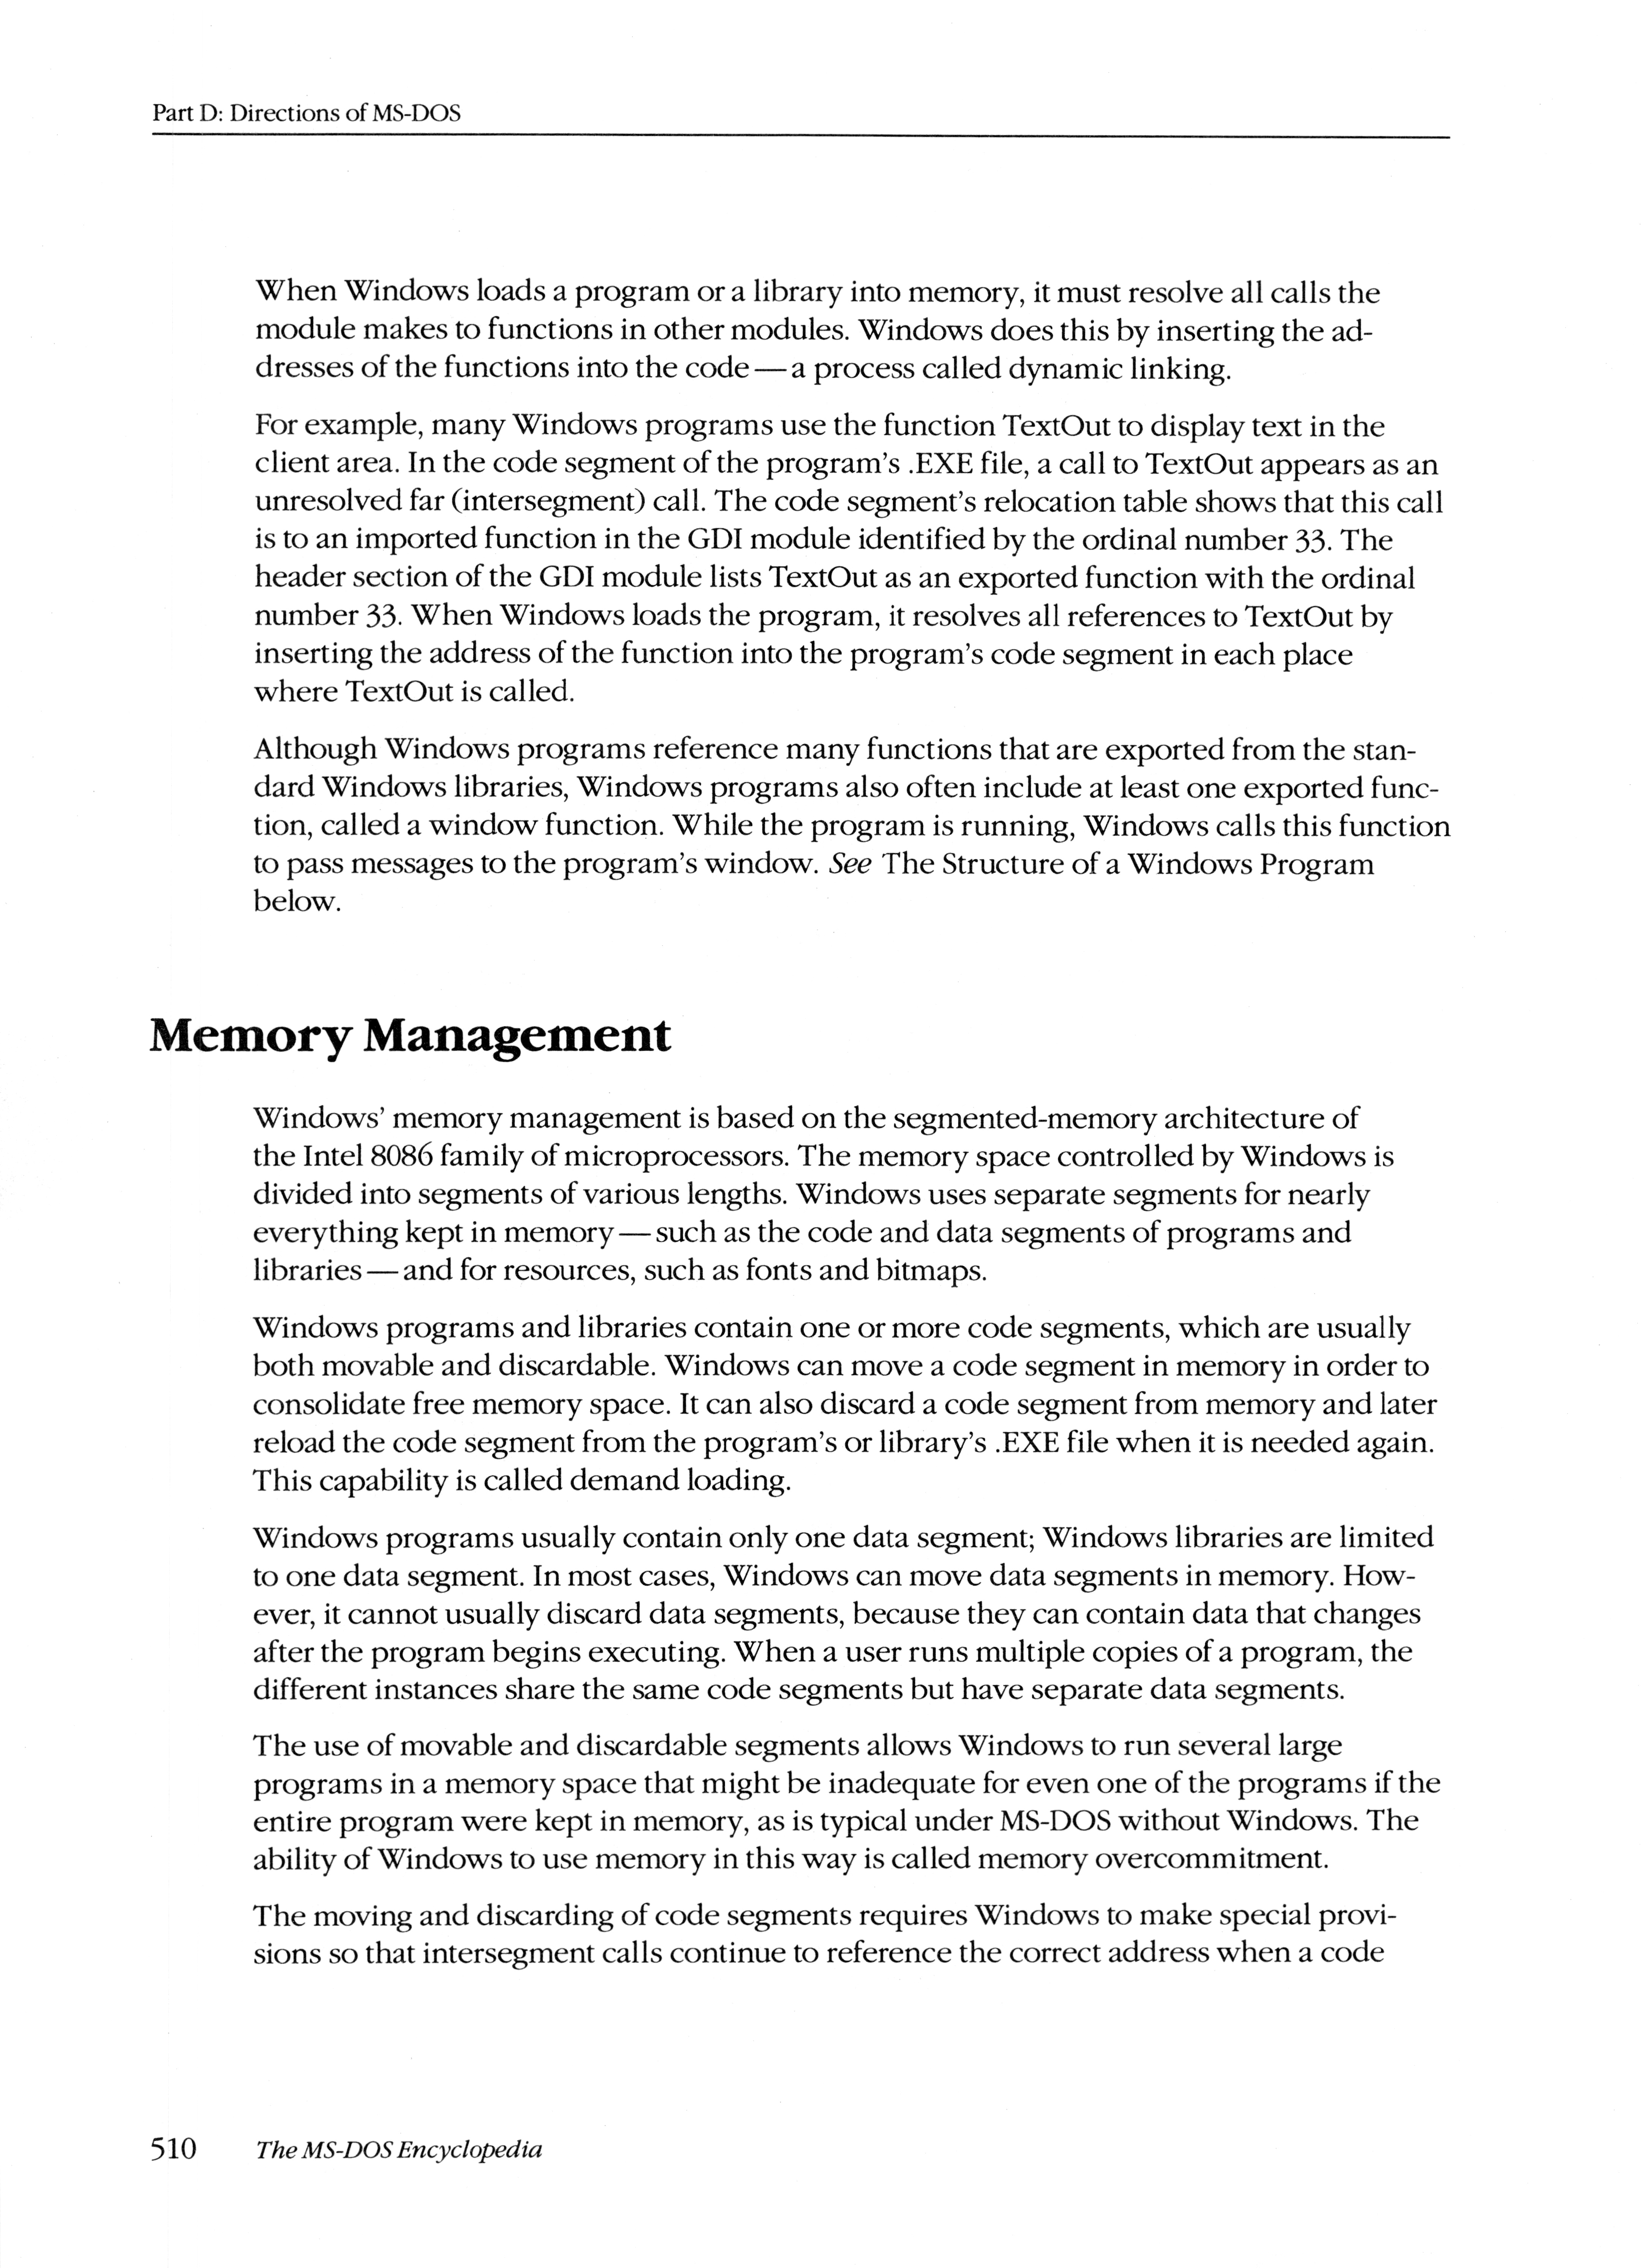 Part D: Directions of MS-DOS
When Windows loads a program or a library into memory, it must resolve all calls the
module makes to functions in other modules. Windows does this by inserting the ad-
dresses of the functions into the code — a process called dynamic linking.
For example, many Windows programs use the function TextOut to display text in the
client area. In the code segment of the program's .EXE file, a call to TextOut appears as an
unresolved far (intersegment) call. The code segment's relocation table shows that this call
is to an imported function in the GDI module identified by the ordinal number 33. The
header section of the GDI module lists TextOut as an exported function with the ordinal
number 33. When Windows loads the program, it resolves all references to TextOut by
inserting the address of the function into the program's code segment in each place
where TextOut is called.
Although Windows programs reference many functions that are exported from the stan-
dard Windows libraries, Windows programs also often include at least one exported func-
tion, called a window function. While the program is running, Windows calls this function
to pass messages to the program's window. See The Structure of a Windows Program
below.
Memory Management
Windows' memory management is based on the segmented-memory architecture of
the Intel 8086 family of microprocessors. The memory space controlled by Windows is
divided into segments of various lengths. Windows uses separate segments for nearly
everything kept in memory — such as the code and data segments of programs and
libraries — and for resources, such as fonts and bitmaps.
Windows programs and libraries contain one or more code segments, which are usually
both movable and discardable. Windows can move a code segment in memory in order to
consolidate free memory space. It can also discard a code segment from memory and later
reload the code segment from the program's or library's .EXE file when it is needed again.
This capability is called demand loading.
Windows programs usually contain only one data segment; Windows libraries are limited
to one data segment. In most cases, Windows can move data segments in memory. How-
ever, it cannot usually discard data segments, because they can contain data that changes
after the program begins executing. When a user runs multiple copies of a program, the
different instances share the same code segments but have separate data segments.
The use of movable and discardable segments allows Windows to run several large
programs in a memory space that might be inadequate for even one of the programs if the
entire program were kept in memory, as is typical under MS-DOS without Windows. The
ability of Windows to use memory in this way is called memory overcommitment.
The moving and discarding of code segments requires Windows to make special provi-
sions so that intersegment calls continue to reference the correct address when a code
510 The MS-DOS Encyclopedia